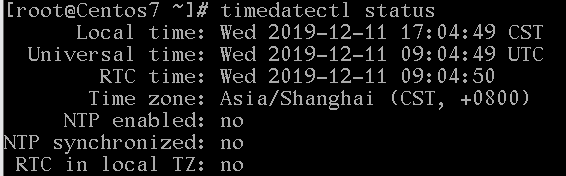 [root@Centos7 ~]# timedatectl status
Local time: Wed 2019-12-11 17:04:49 CST
Universal time: Wed 2019-12-11 09:04:49 UTC
RTC time: Wed 2019-12-11 09:04:50
Time zone: Asia/Shanghai (CST, +0800)
NTP enabled: no
NTP synchronized: no
RTC in local TZ: no